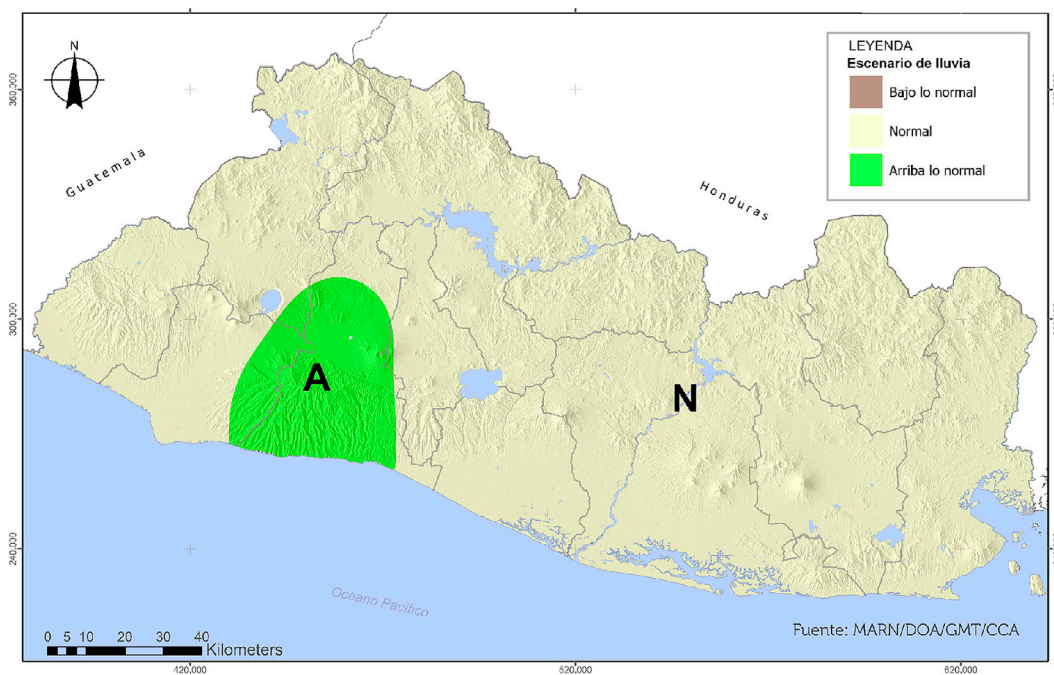 N
LEYENDA
Escenario de lluvia
Bajo lo normal
Normal
Arriba lo normal
360,000
Guatemala
Honduras
300,000
A
N
240,000
Océano Pacífico
Fuente: MARN/DOA/GMT/CCA
0 5 10 20 30 40
Kilometers
420,000
520,000
620,000